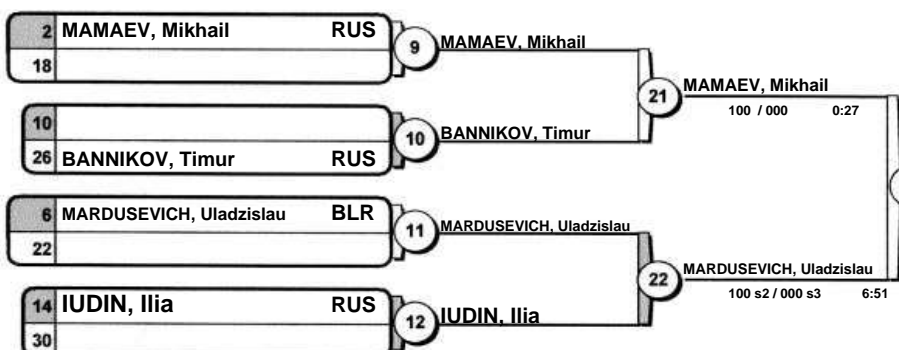 2 MAMAEV, Mikhail RUS
18
9
MAMAEV, Mikhail
10
26 BANNIKOV, Timur RUS
10
BANNIKOV, Timur
21
MAMAEV, Mikhail
100 / 000 0:27
6 MARDUSEVICH, Uladzislau BLR
22
11
MARDUSEVICH, Uladzislau
14 IUDIN, Ilia RUS
30
12
IUDIN, Ilia
22
MARDUSEVICH, Uladzislau
100 s2 / 000 s3 6:51